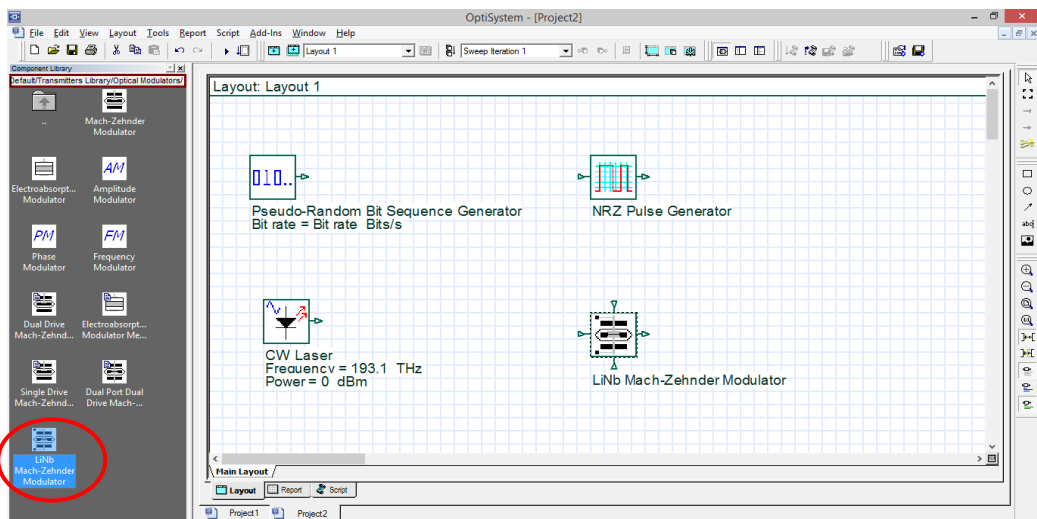 OptiSystem - [Project2]
File Edit View Layout Tools Report Script Add-Ins Window Help
Layout 1
Sweep Iteration 1
Component Library
Default/Transmitters Library/Optical Modulators/
..
Mach-Zehnder
Modulator
Electroabsorpt...
Modulator
AM
Amplitude
Modulator
PM
Phase
Modulator
FM
Frequency
Modulator
Dual Drive
Mach-Zehnd...
Electroabsorpt...
Modulator Me...
Single Drive
Mach-Zehnd...
Dual Port Dual
Drive Mach-...
LiNb
Mach-Zehnder
Modulator
Layout: Layout 1
010..
Pseudo-Random Bit Sequence Generator
Bit rate = Bit rate Bits/s
NRZ Pulse Generator
CW Laser
Frequency = 193.1 THz
Power = 0 dBm
LiNb Mach-Zehnder Modulator
Main Layout
Layout Report Script
Project1 Project2